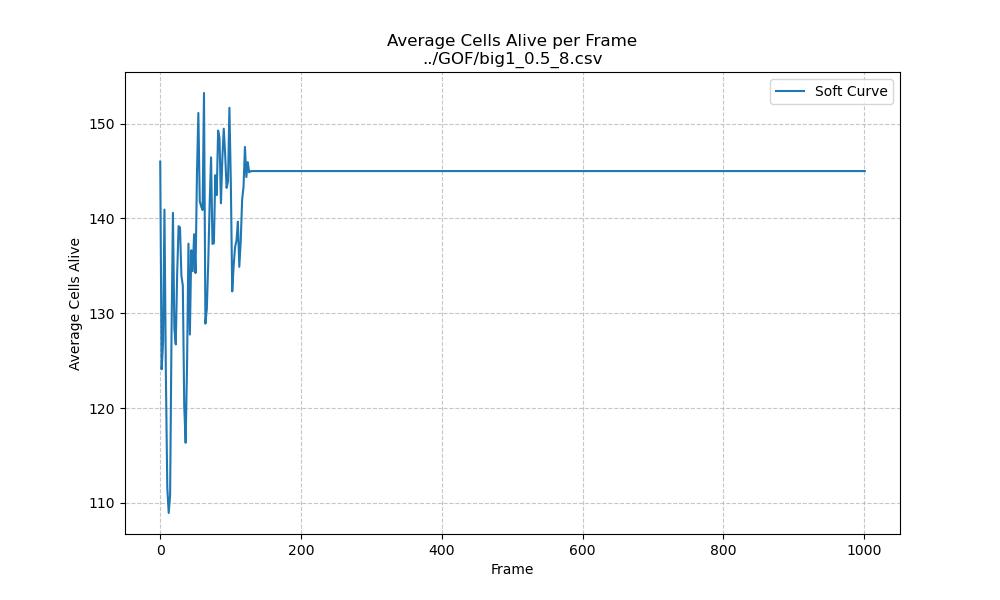 Average Cells Alive per Frame
../GOF/big1_0.5_8.csv
Soft Curve
Average Cells Alive
150
140
130
120
110
0 200 400 600 800 1000
Frame